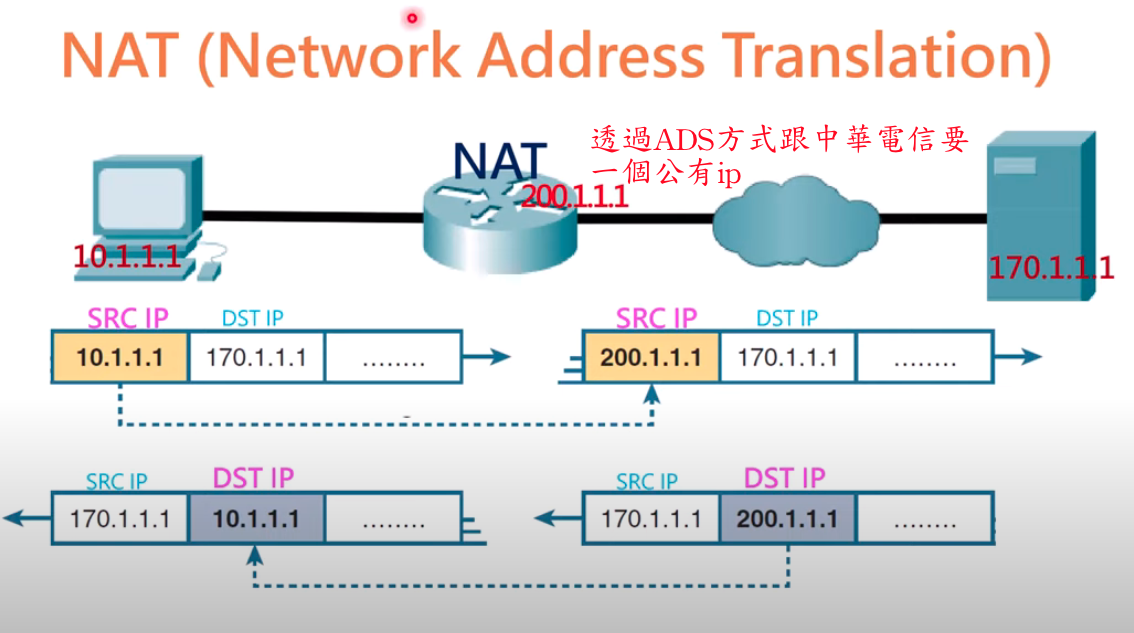 NAT (Network Address Translation)
透過ADS方式跟中華電信要
一個公有ip
NAT
200.1.1.1
10.1.1.1
170.1.1.1
SRC IP DST IP
10.1.1.1 170.1.1.1 ........
SRC IP DST IP
200.1.1.1 170.1.1.1 ........
SRC IP DST IP
170.1.1.1 10.1.1.1 ........
SRC IP DST IP
170.1.1.1 200.1.1.1 ........